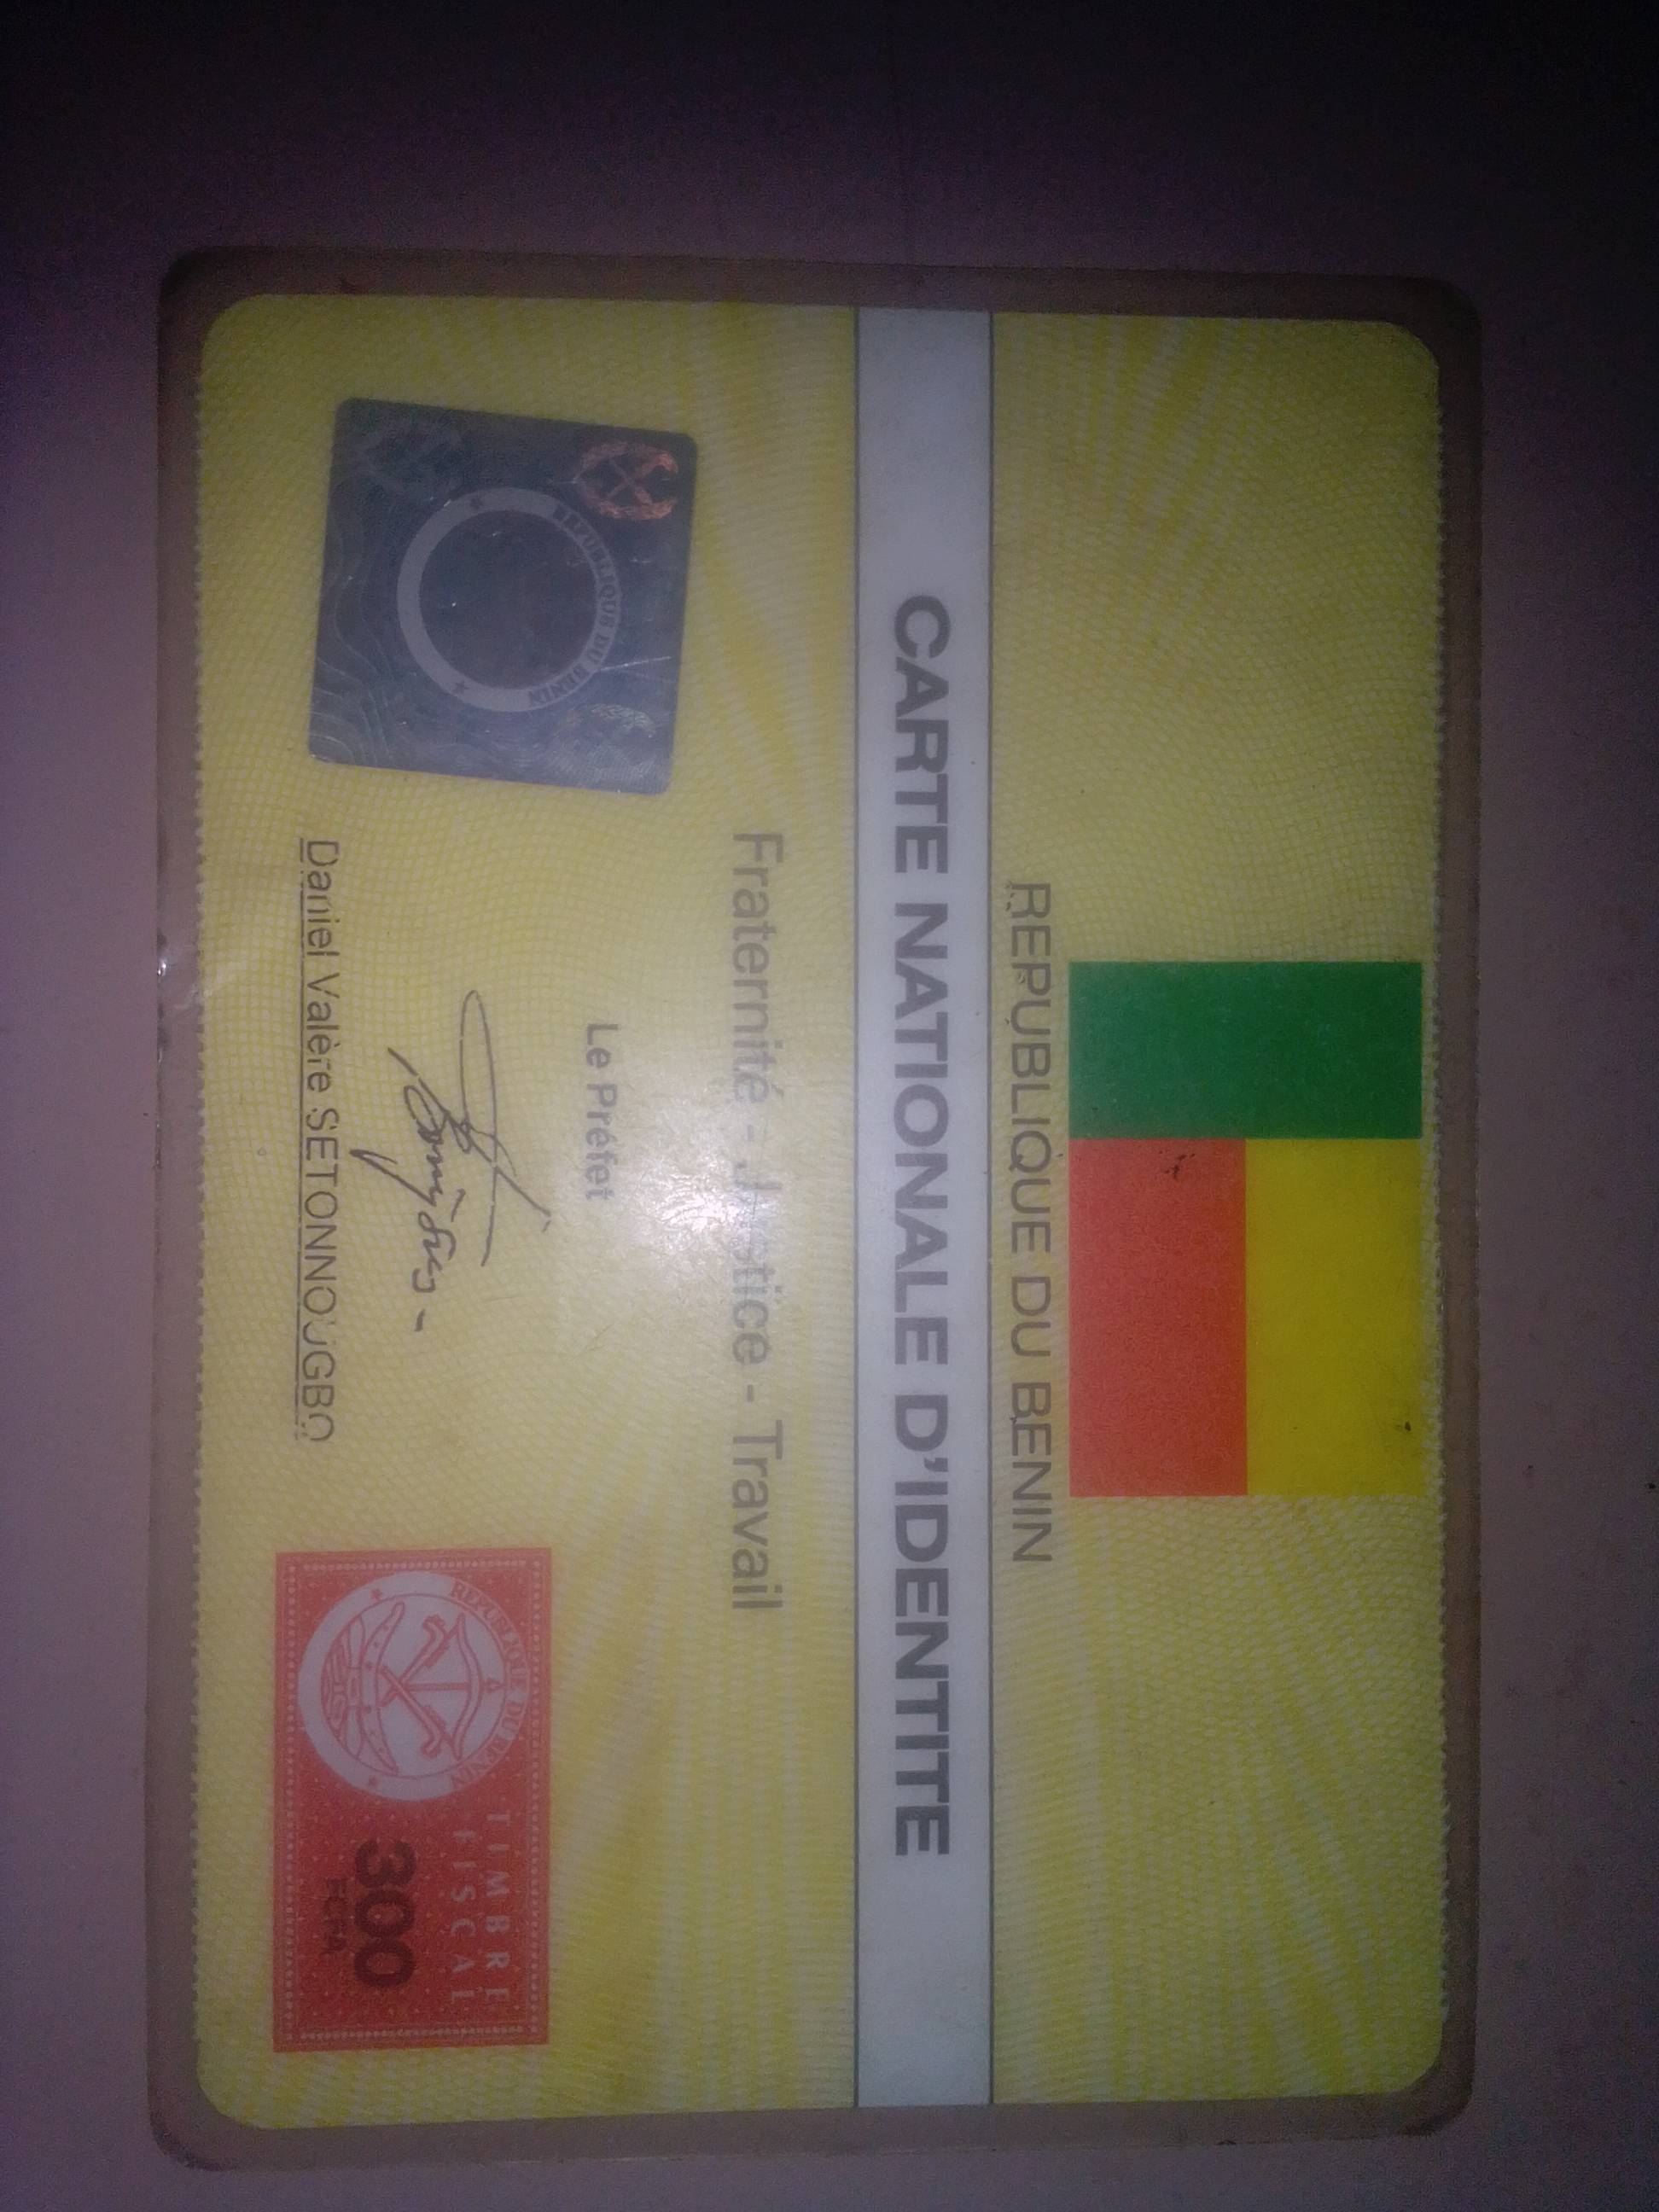 REPUBLIQUE DU BENIN
CARTE NATIONALE D'IDENTITE
Fraternité - Justice - Travail
Le Préfet
Daniel Valère SETONNOUGBO
REPUBLIQUE DU BENIN
REPUBLIQUE DU BENIN
TIMBRE
FISCAL
300
FCFA